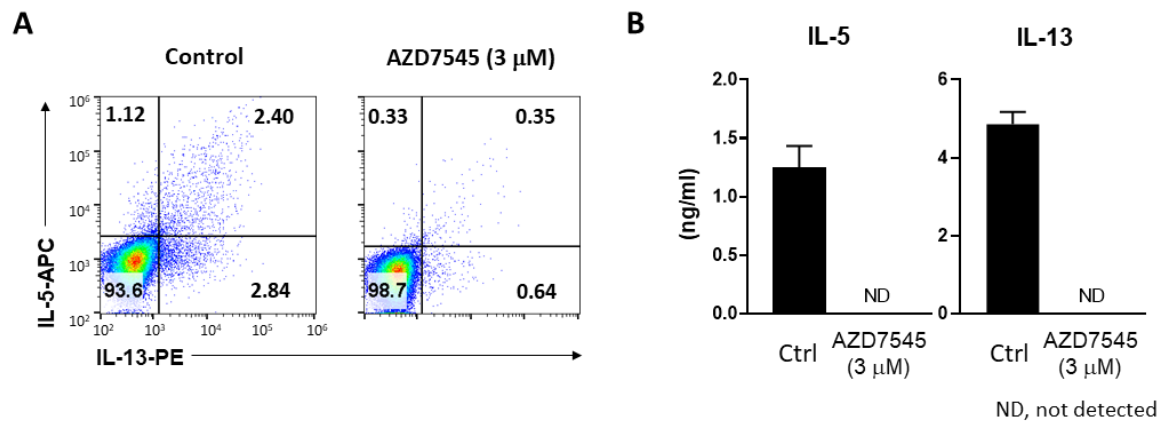 A
Control
AZD7545 (3 μM)
1.12
2.40
93.6
2.84
0.33
0.35
98.7
0.64
10⁶
10⁵
10⁴
10³
10²
10²
10³
10⁴
10⁵
10⁶
IL-5-APC
IL-13-PE
B
IL-5
IL-13
(ng/ml)
2.0
1.5
1.0
0.5
0.0
ND
Ctrl
AZD7545
(3 μM)
6
4
2
0
ND
Ctrl
AZD7545
(3 μM)
ND, not detected